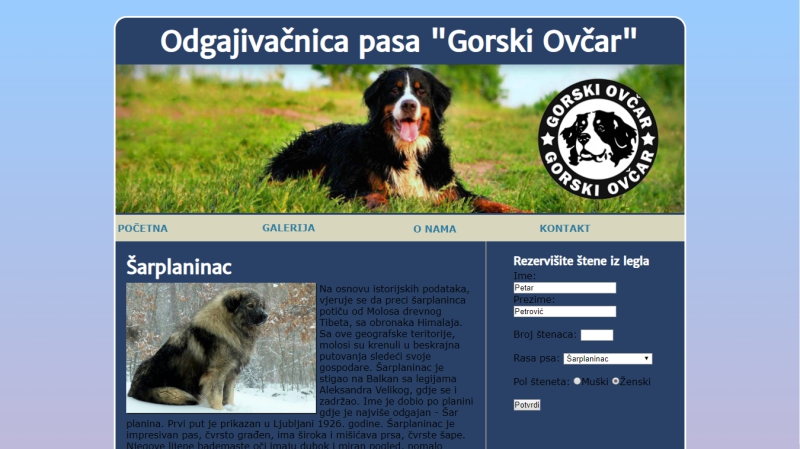 Odgajivačnica pasa "Gorski Ovčar"
GORSKI OVČAR
GORSKI OVČAR
POČETNA GALERIJA O NAMA KONTAKT
Šarplaninac
Na osnovu istorijskih podataka,
vjeruje se da preci šarplaninca
potiču od Molosa drevnog
Tibeta, sa obronaka Himalaja.
Sa ove geografske teritorije,
molosi su krenuli u beskrajna
putovanja sledeći svoje
gospodare. Šarplaninac je
stigao na Balkan sa legijama
Aleksandra Velikog, gdje se i
zadržao. Ime je dobio po planini
gdje je najviše odgajan - Šar
planina. Prvi put je prikazan u Ljubljani 1926. godine. Šarplaninac je
impresivan pas, čvrsto građen, ima široka i mišićava prsa, čvrste šape.
Njegove lijepe bademaste oči imaju dubok i miran pogled, pomalo
Rezervišite štene iz legla
Ime:
Petar
Prezime:
Petrović
Broj štenaca:
Rasa psa: Šarplaninac
Pol šteneta: Muški Ženski
Potvrdi